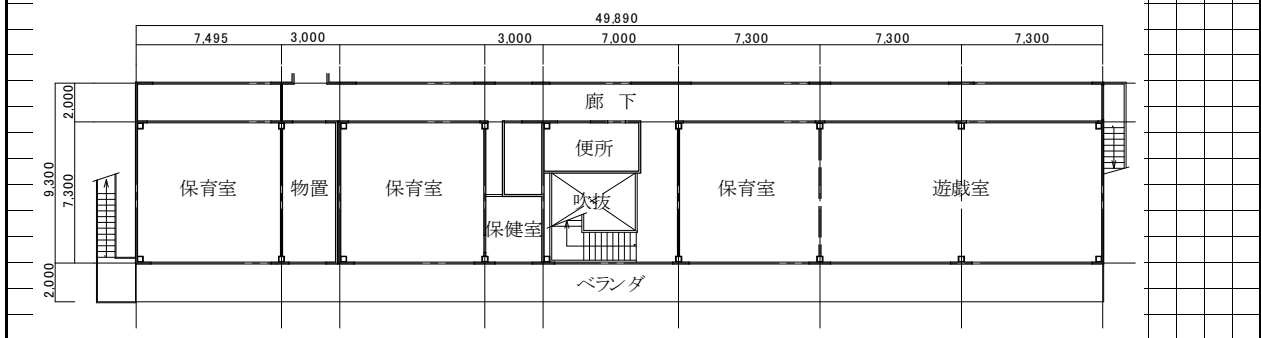 49,890
7,495 3,000 3,000 7,000 7,300 7,300 7,300
2,000
廊 下
便所
9,300
7,300
保育室 物置 保育室 吹抜 保育室 遊戯室
保健室
2,000
ベランダ